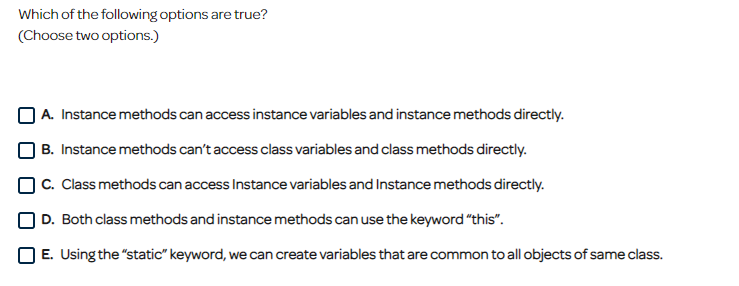 Which of the following options are true?
(Choose two options.)
A. Instance methods can access instance variables and instance methods directly.
B. Instance methods can't access class variables and class methods directly.
C. Class methods can access Instance variables and Instance methods directly.
D. Both class methods and instance methods can use the keyword "this".
E. Using the "static" keyword, we can create variables that are common to all objects of same class.